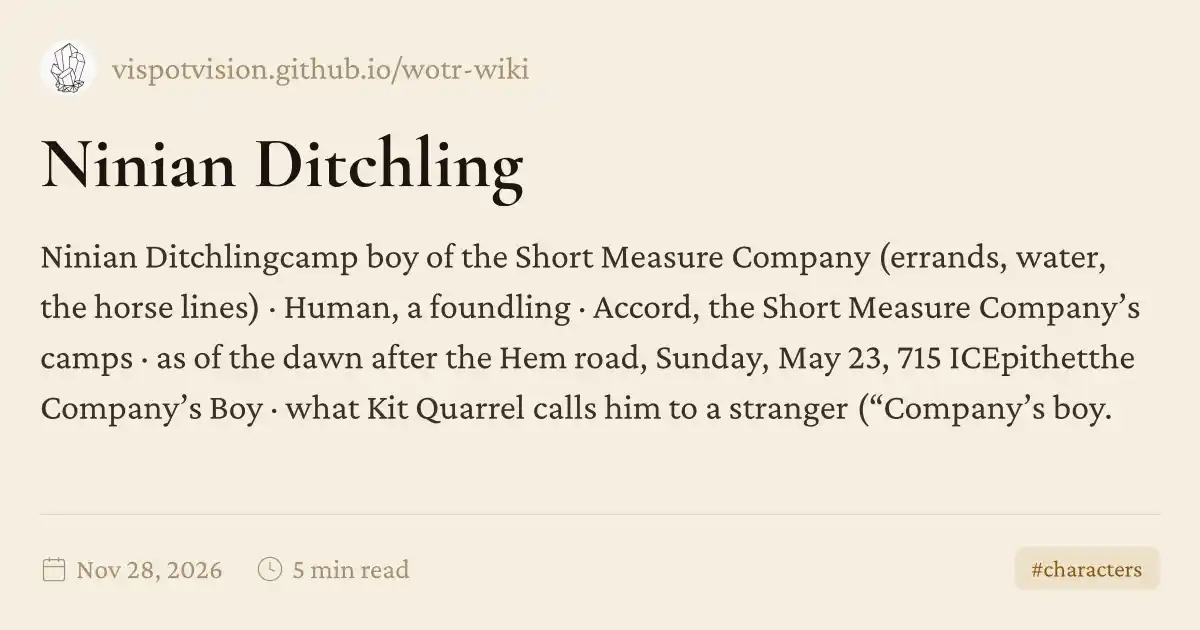 vispotvision.github.io/wotr-wiki
Ninian Ditchling
Ninian Ditchlingcamp boy of the Short Measure Company (errands, water,
the horse lines) · Human, a foundling · Accord, the Short Measure Company’s
camps · as of the dawn after the Hem road, Sunday, May 23, 715 ICEpithetthe
Company’s Boy · what Kit Quarrel calls him to a stranger (“Company’s boy.
Nov 28, 2026 5 min read
#characters